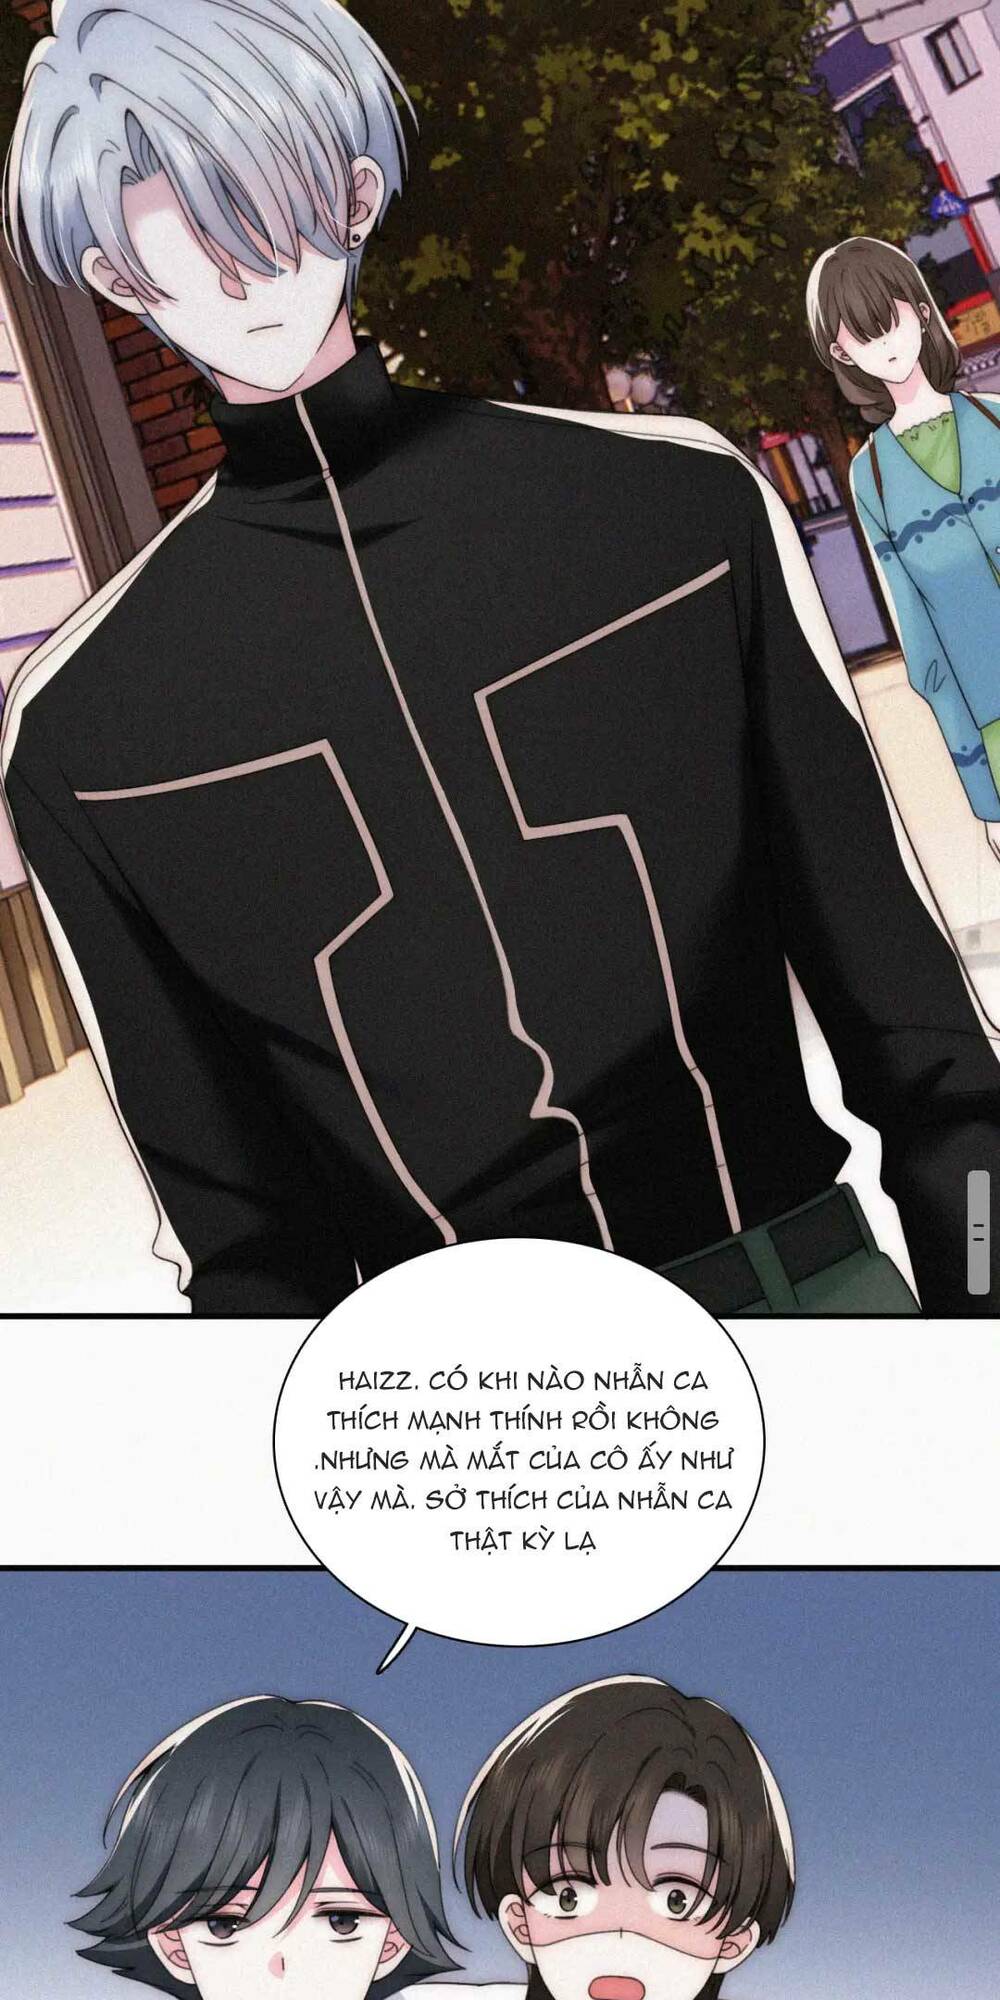 HAIZZ. CÓ KHI NÀO NHẪN CA
THÍCH MẠNH THÍNH RỒI KHÔNG
.NHƯNG MÀ MẮT CỦA CÔ ẤY NHƯ
VẬY MÀ. SỞ THÍCH CỦA NHẪN CA
THẬT KỲ LẠ